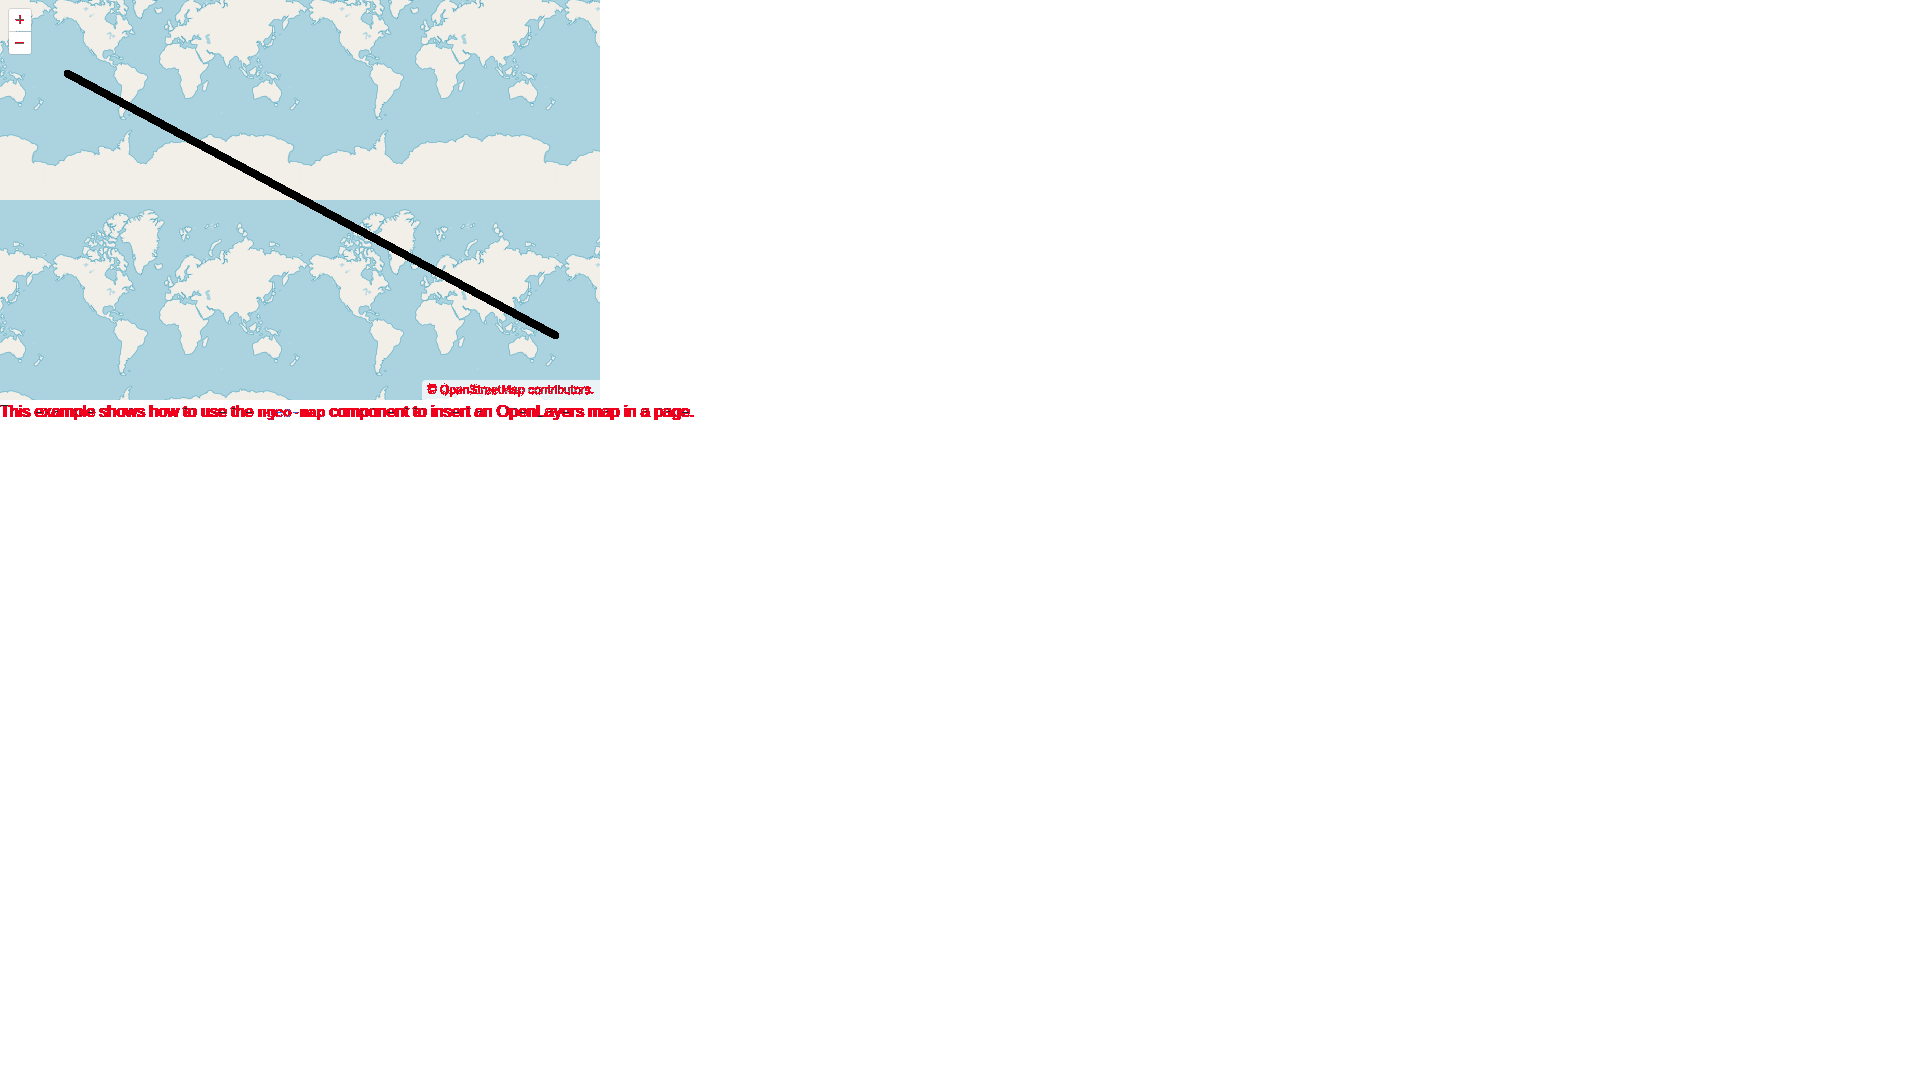 +
−
© OpenStreetMap contributors.
This example shows how to use the ngeo-map component to insert an OpenLayers map in a page.